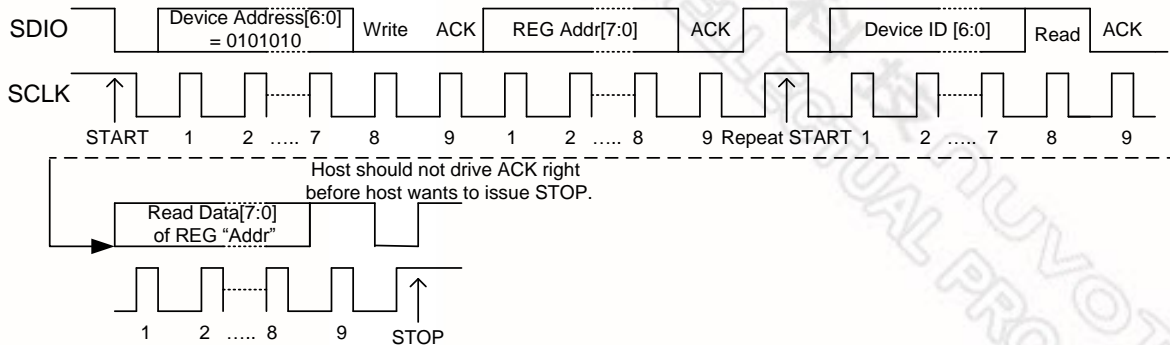 SDIO
Device Address[6:0]
= 0101010
Write
ACK
REG Addr[7:0]
ACK
Device ID [6:0]
Read
ACK
SCLK
START 1 2 ..... 7 8 9 1 2 ..... 8 9 Repeat START 1 2 ..... 7 8 9
Host should not drive ACK right
before host wants to issue STOP.
Read Data[7:0]
of REG “Addr”
1 2 ..... 8 9 STOP